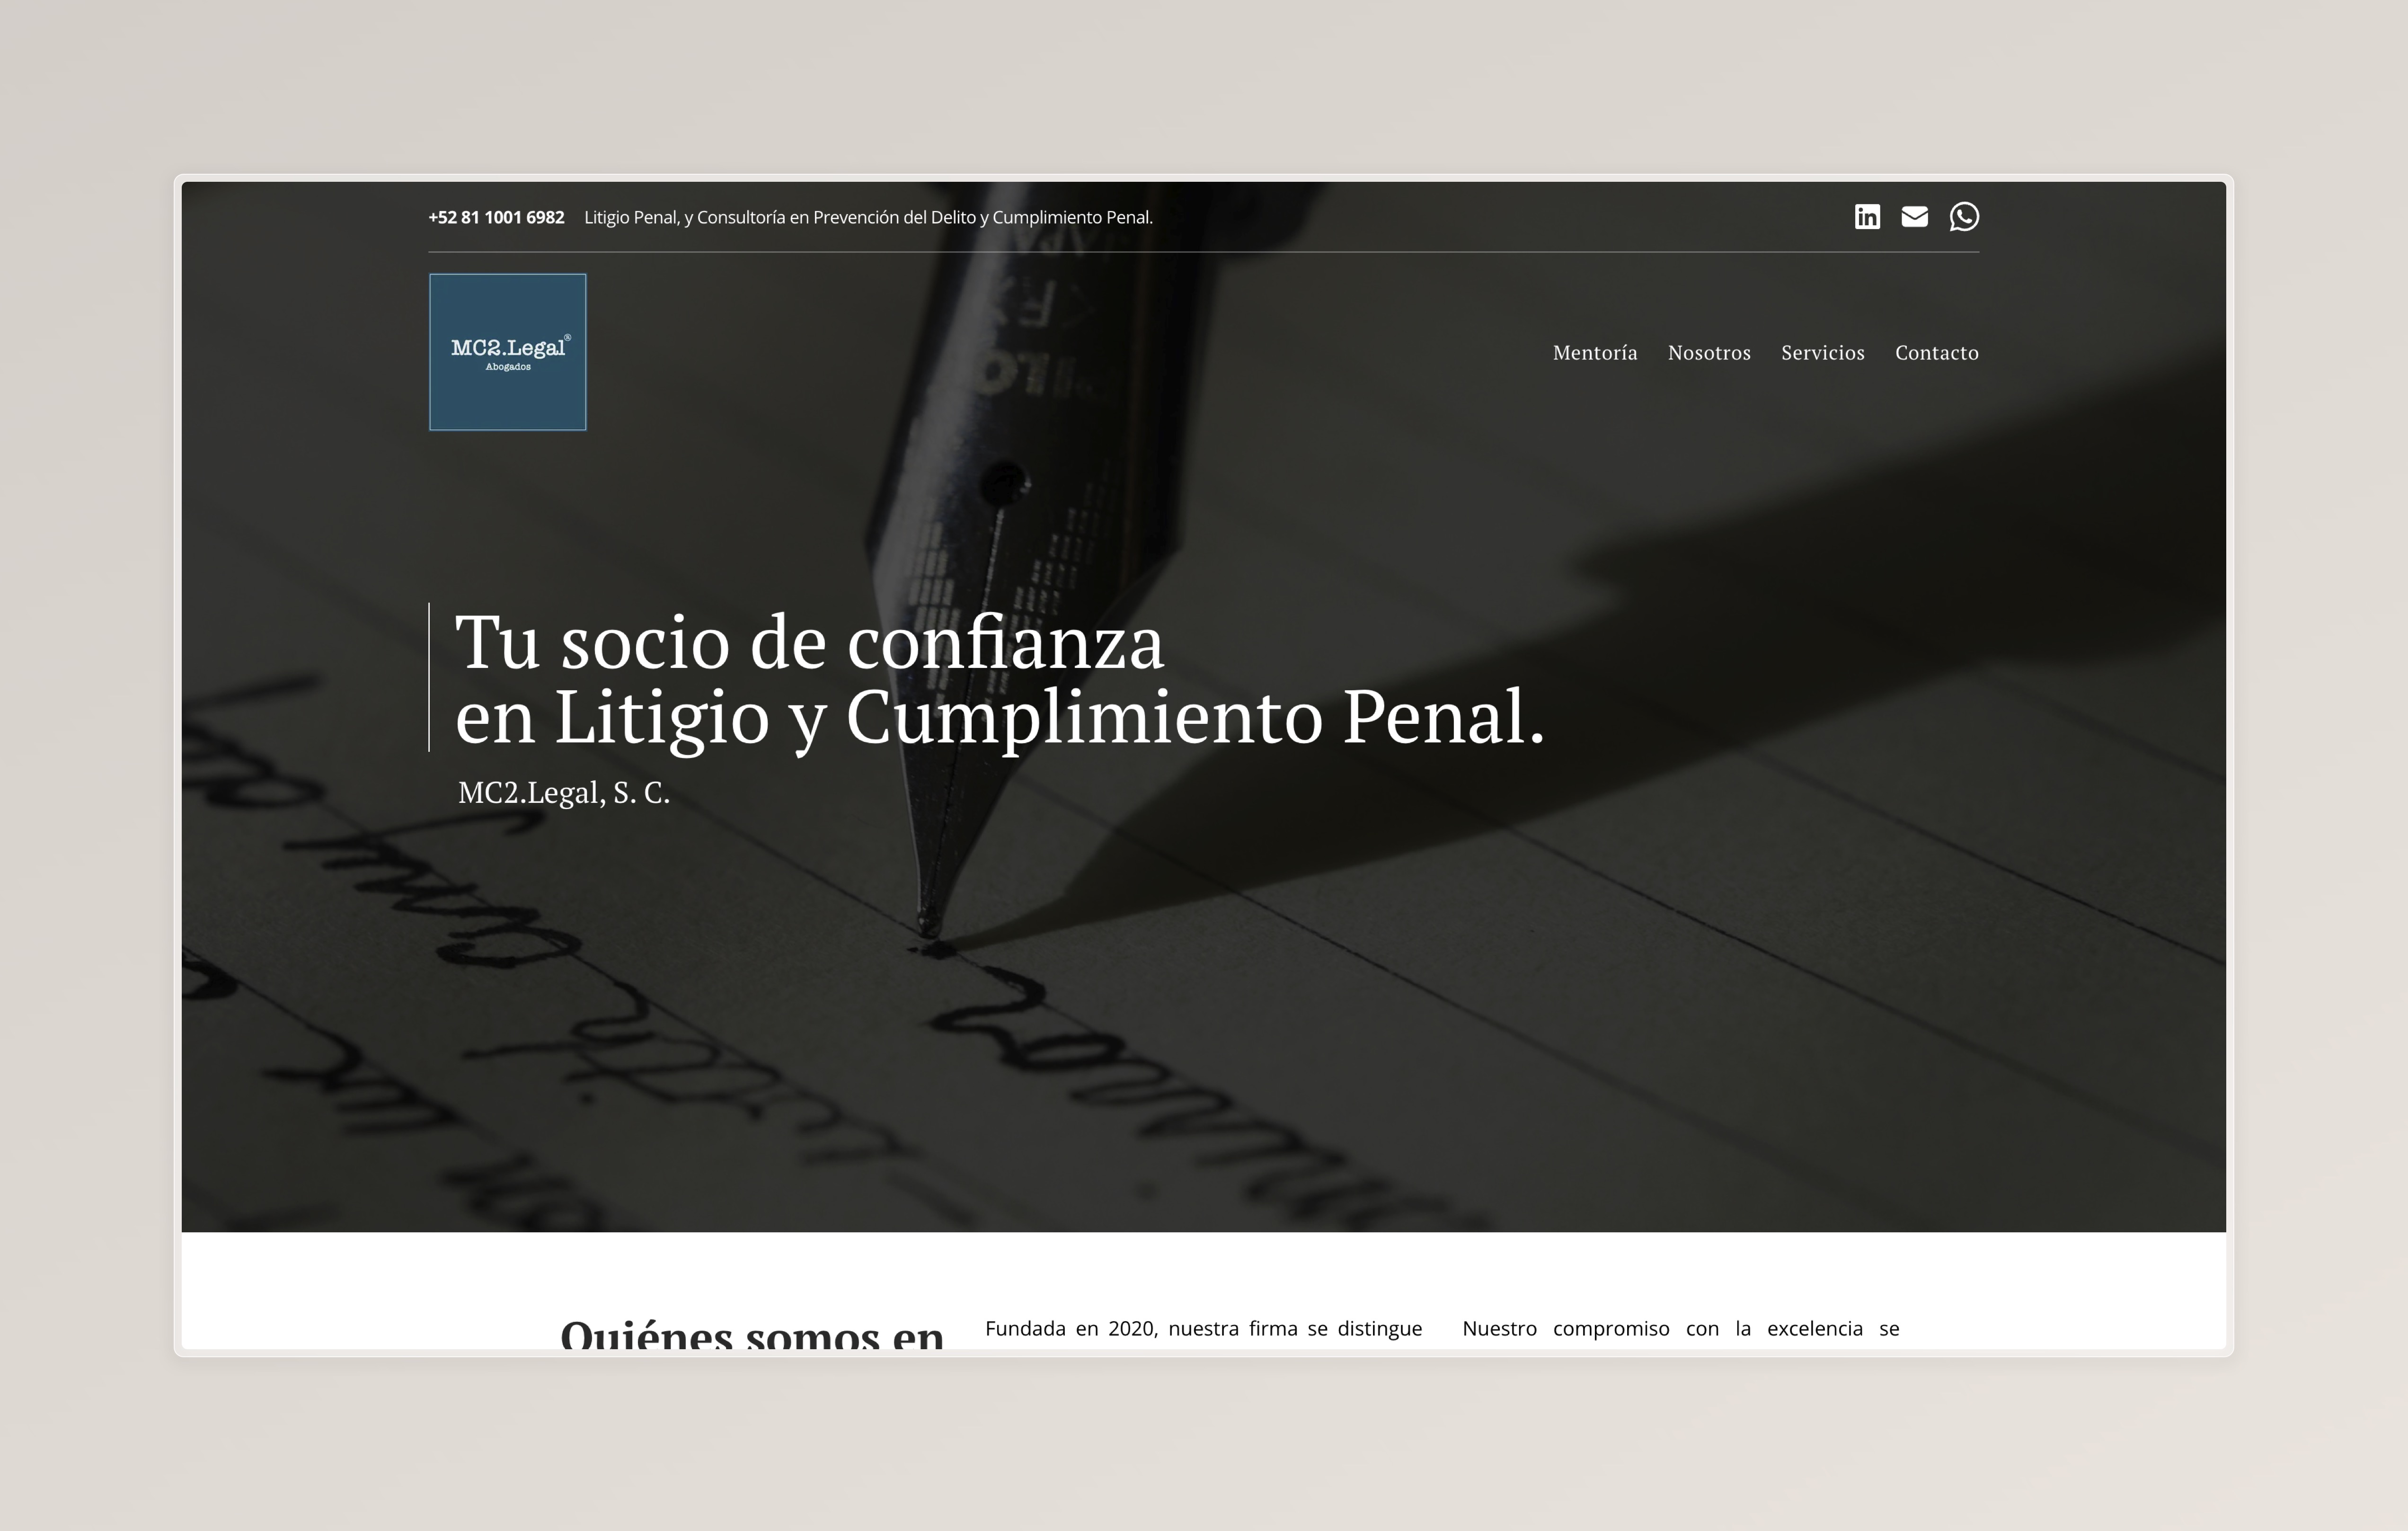 +52 81 1001 6982 Litigio Penal, y Consultoría en Prevención del Delito y Cumplimiento Penal.
MC2.Legal®
Abogados
Mentoría Nosotros Servicios Contacto
Tu socio de confianza
en Litigio y Cumplimiento Penal.
MC2.Legal, S. C.
Quiénes somos en
Fundada en 2020, nuestra firma se distingue
Nuestro compromiso con la excelencia se